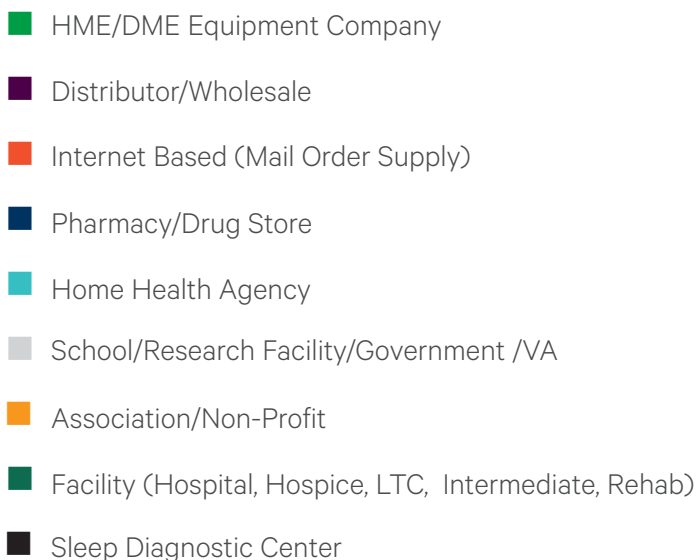 HME/DME Equipment Company
Distributor/Wholesale
Internet Based (Mail Order Supply)
Pharmacy/Drug Store
Home Health Agency
School/Research Facility/Government /VA
Association/Non-Profit
Facility (Hospital, Hospice, LTC, Intermediate, Rehab)
Sleep Diagnostic Center